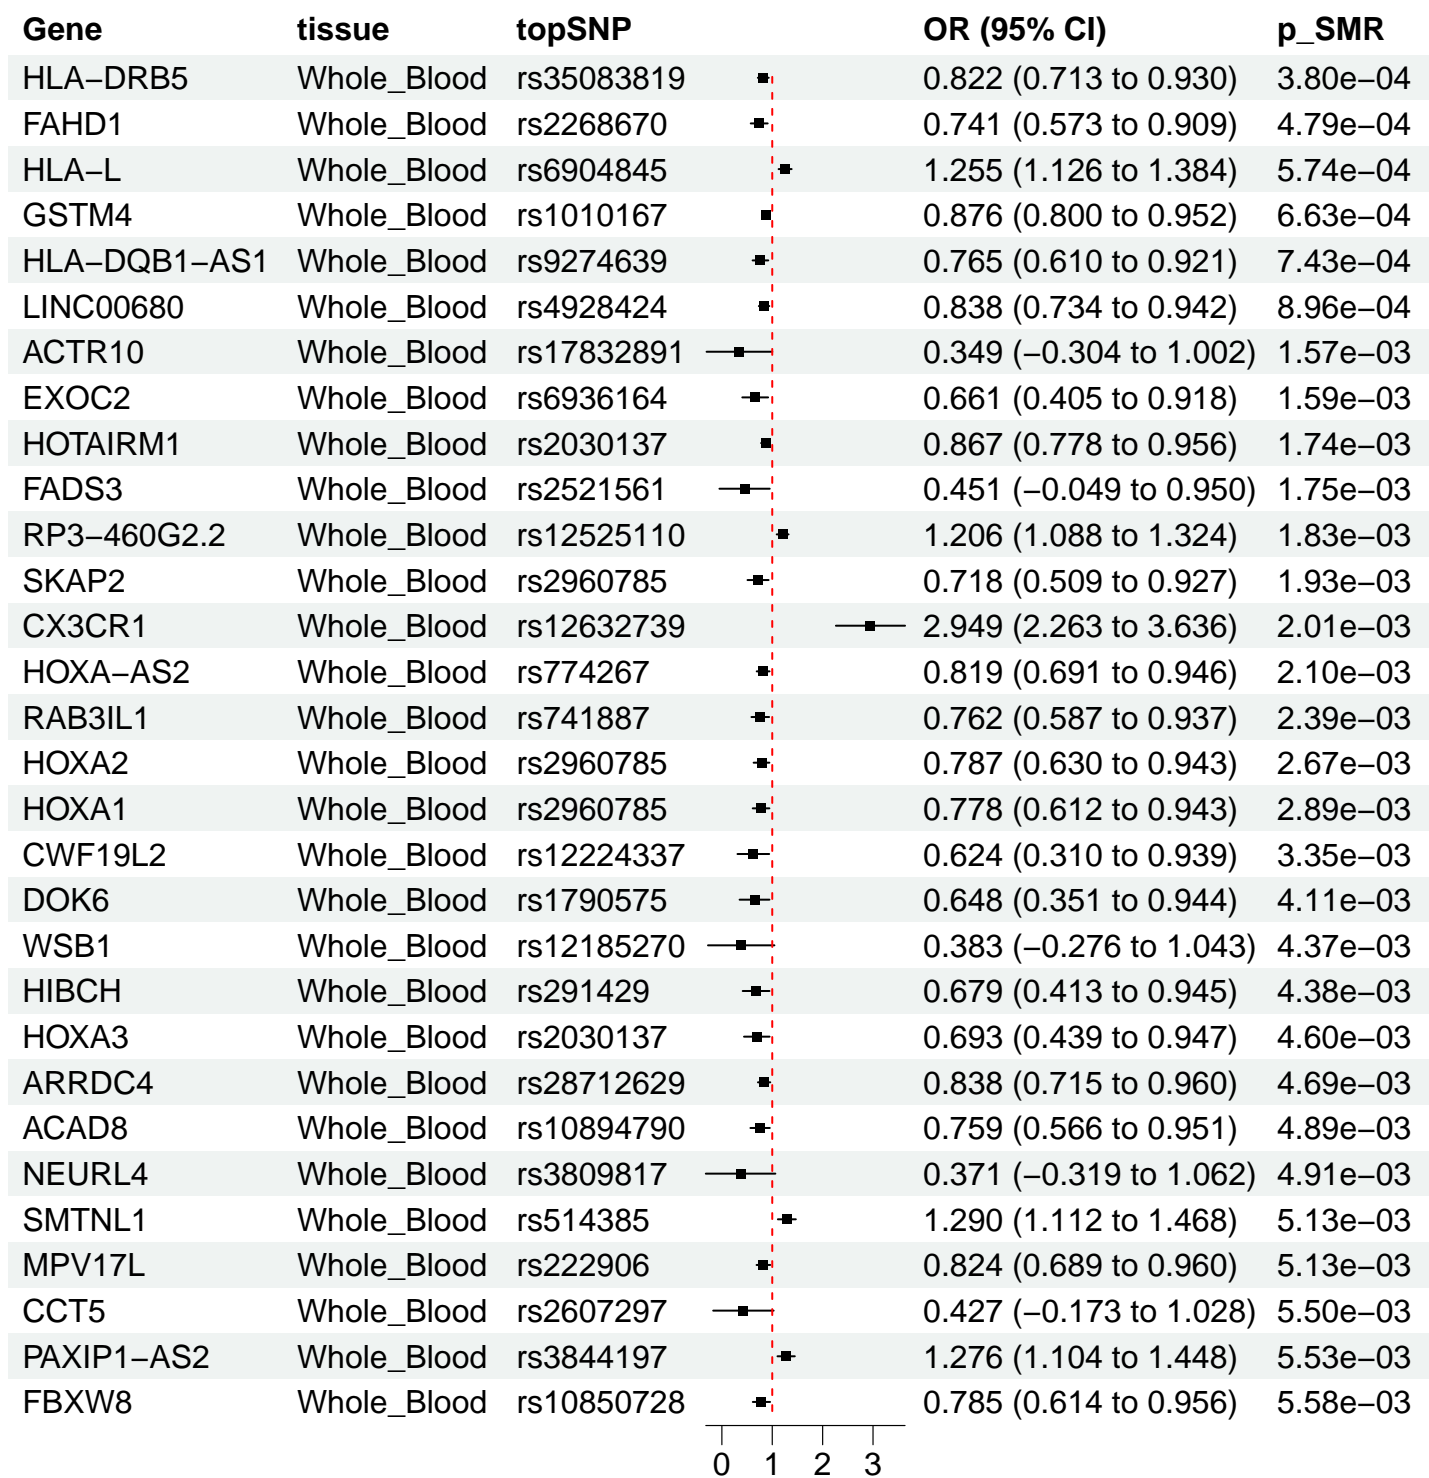 Gene tissue topSNP OR (95% CI) p_SMR
HLA−DRB5 Whole_Blood rs35083819 0.822 (0.713 to 0.930) 3.80e−04
FAHD1 Whole_Blood rs2268670 0.741 (0.573 to 0.909) 4.79e−04
HLA−L Whole_Blood rs6904845 1.255 (1.126 to 1.384) 5.74e−04
GSTM4 Whole_Blood rs1010167 0.876 (0.800 to 0.952) 6.63e−04
HLA−DQB1−AS1 Whole_Blood rs9274639 0.765 (0.610 to 0.921) 7.43e−04
LINC00680 Whole_Blood rs4928424 0.838 (0.734 to 0.942) 8.96e−04
ACTR10 Whole_Blood rs17832891 0.349 (−0.304 to 1.002) 1.57e−03
EXOC2 Whole_Blood rs6936164 0.661 (0.405 to 0.918) 1.59e−03
HOTAIRM1 Whole_Blood rs2030137 0.867 (0.778 to 0.956) 1.74e−03
FADS3 Whole_Blood rs2521561 0.451 (−0.049 to 0.950) 1.75e−03
RP3−460G2.2 Whole_Blood rs12525110 1.206 (1.088 to 1.324) 1.83e−03
SKAP2 Whole_Blood rs2960785 0.718 (0.509 to 0.927) 1.93e−03
CX3CR1 Whole_Blood rs12632739 2.949 (2.263 to 3.636) 2.01e−03
HOXA−AS2 Whole_Blood rs774267 0.819 (0.691 to 0.946) 2.10e−03
RAB3IL1 Whole_Blood rs741887 0.762 (0.587 to 0.937) 2.39e−03
HOXA2 Whole_Blood rs2960785 0.787 (0.630 to 0.943) 2.67e−03
HOXA1 Whole_Blood rs2960785 0.778 (0.612 to 0.943) 2.89e−03
CWF19L2 Whole_Blood rs12224337 0.624 (0.310 to 0.939) 3.35e−03
DOK6 Whole_Blood rs1790575 0.648 (0.351 to 0.944) 4.11e−03
WSB1 Whole_Blood rs12185270 0.383 (−0.276 to 1.043) 4.37e−03
HIBCH Whole_Blood rs291429 0.679 (0.413 to 0.945) 4.38e−03
HOXA3 Whole_Blood rs2030137 0.693 (0.439 to 0.947) 4.60e−03
ARRDC4 Whole_Blood rs28712629 0.838 (0.715 to 0.960) 4.69e−03
ACAD8 Whole_Blood rs10894790 0.759 (0.566 to 0.951) 4.89e−03
NEURL4 Whole_Blood rs3809817 0.371 (−0.319 to 1.062) 4.91e−03
SMTNL1 Whole_Blood rs514385 1.290 (1.112 to 1.468) 5.13e−03
MPV17L Whole_Blood rs222906 0.824 (0.689 to 0.960) 5.13e−03
CCT5 Whole_Blood rs2607297 0.427 (−0.173 to 1.028) 5.50e−03
PAXIP1−AS2 Whole_Blood rs3844197 1.276 (1.104 to 1.448) 5.53e−03
FBXW8 Whole_Blood rs10850728 0.785 (0.614 to 0.956) 5.58e−03
0 1 2 3